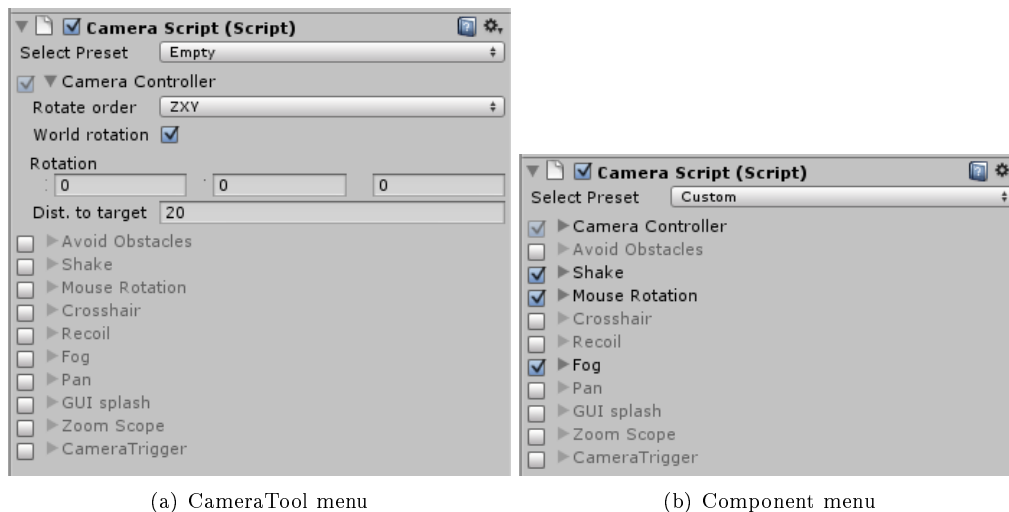 Camera Script (Script)
Select Preset Empty
Camera Controller
Rotate order ZXY
World rotation
Rotation
0 0 0
Dist. to target 20
Avoid Obstacles
Shake
Mouse Rotation
Crosshair
Recoil
Fog
Pan
GUI splash
Zoom Scope
CameraTrigger
(a) CameraTool menu
Camera Script (Script)
Select Preset Custom
Camera Controller
Avoid Obstacles
Shake
Mouse Rotation
Crosshair
Recoil
Fog
Pan
GUI splash
Zoom Scope
CameraTrigger
(b) Component menu